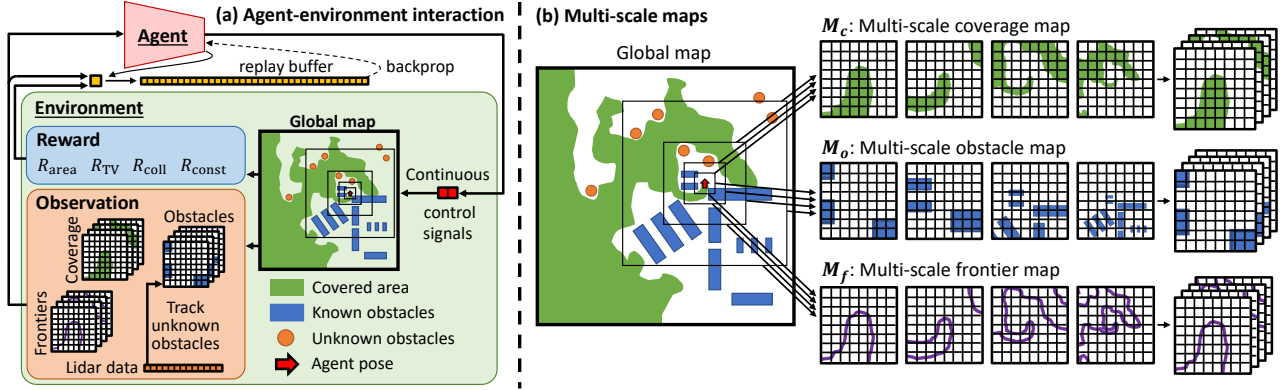 (a) Agent-environment interaction
Agent
replay buffer
backprop
Environment
Reward
R_area R_TV R_coll R_const
Global map
Continuous
control
signals
Observation
Obstacles
Coverage
Frontiers
Track
unknown
obstacles
Lidar data
Covered area
Known obstacles
Unknown obstacles
Agent pose
(b) Multi-scale maps
Global map
M_c: Multi-scale coverage map
M_o: Multi-scale obstacle map
M_f: Multi-scale frontier map